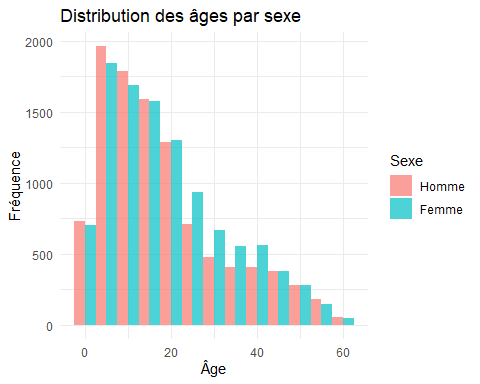 Distribution des âges par sexe
Fréquence
2000
1500
1000
500
0
0
20
40
60
Âge
Sexe
Homme
Femme